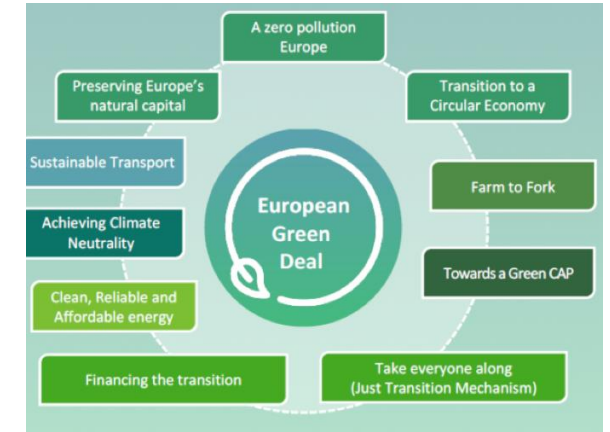 A zero pollution
Europe
Preserving Europe's
natural capital
Transition to a
Circular Economy
Sustainable Transport
Farm to Fork
European
Green
Deal
Achieving Climate
Neutrality
Towards a Green CAP
Clean, Reliable and
Affordable energy
Financing the transition
Take everyone along
(Just Transition Mechanism)